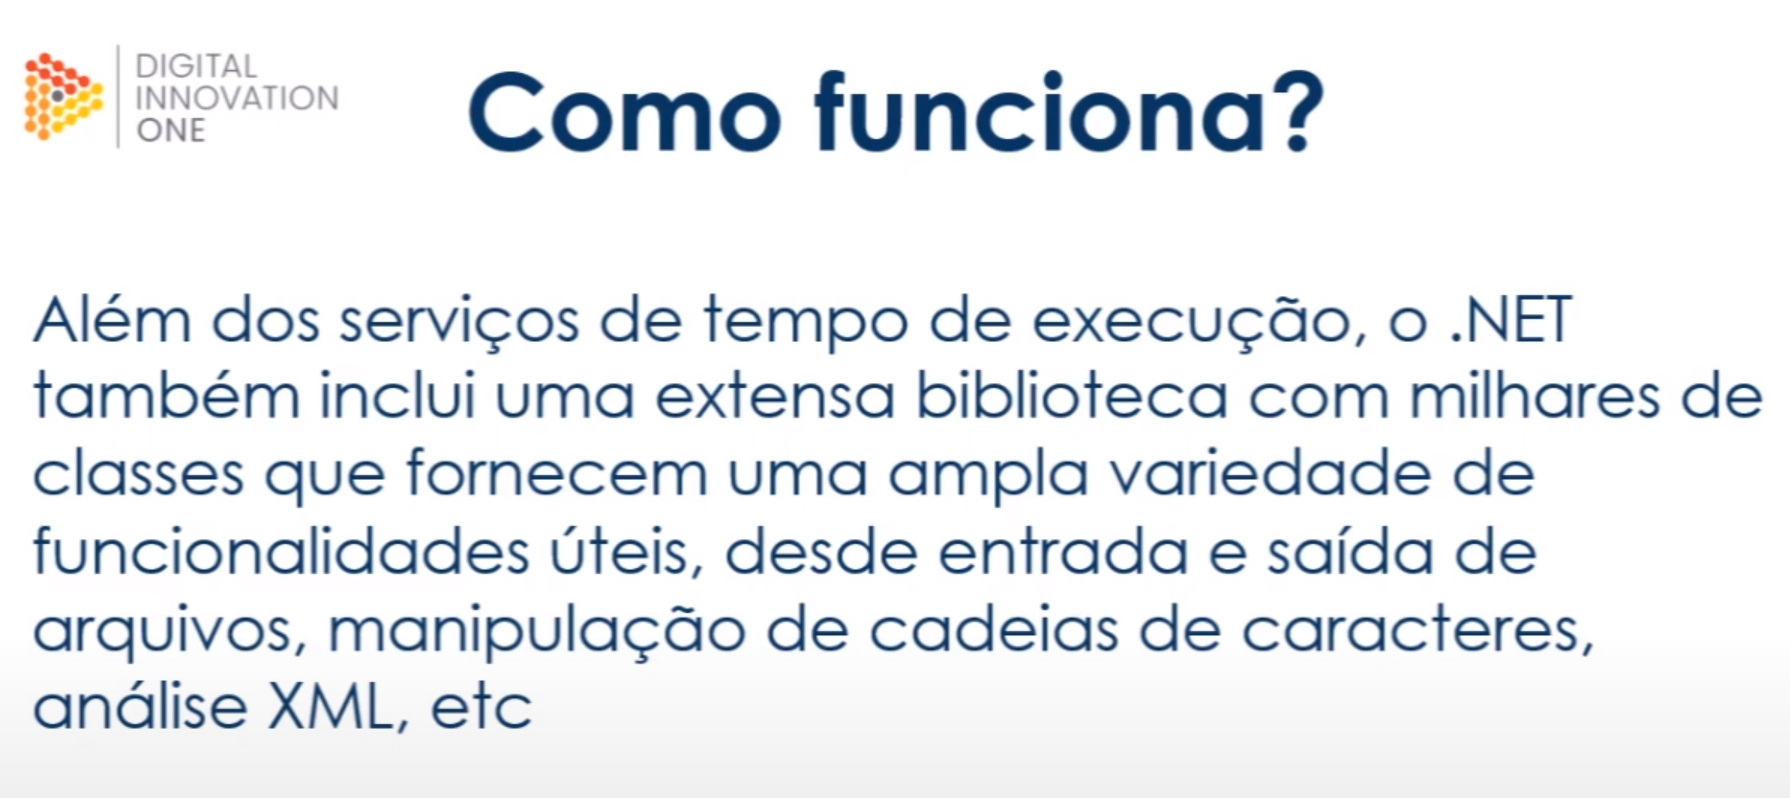 DIGITAL
INNOVATION
ONE
Como funciona?
Além dos serviços de tempo de execução, o .NET
também inclui uma extensa biblioteca com milhares de
classes que fornecem uma ampla variedade de
funcionalidades úteis, desde entrada e saída de
arquivos, manipulação de cadeias de caracteres,
análise XML, etc